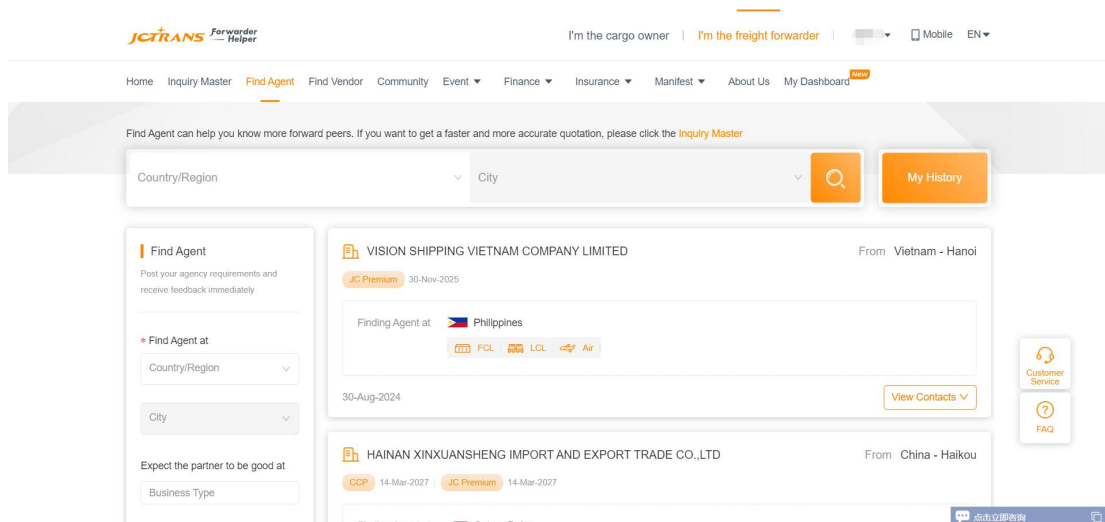 JCTRANS Forwarder Helper
I'm the cargo owner I'm the freight forwarder Mobile EN
Home Inquiry Master Find Agent Find Vendor Community Event Finance Insurance Manifest About Us My Dashboard New
Find Agent can help you know more forward peers. If you want to get a faster and more accurate quotation, please click the Inquiry Master
Country/Region City My History
Find Agent
Post your agency requirements and
receive feedback immediately
* Find Agent at
Country/Region
City
Expect the partner to be good at
Business Type
VISION SHIPPING VIETNAM COMPANY LIMITED From Vietnam - Hanoi
JC Premium 30-Nov-2025
Finding Agent at Philippines
FCL LCL Air
30-Aug-2024 View Contacts
HAINAN XINXUANSHENG IMPORT AND EXPORT TRADE CO.,LTD From China - Haikou
CCP 14-Mar-2027 JC Premium 14-Mar-2027
Customer
Service
FAQ
点击立即咨询